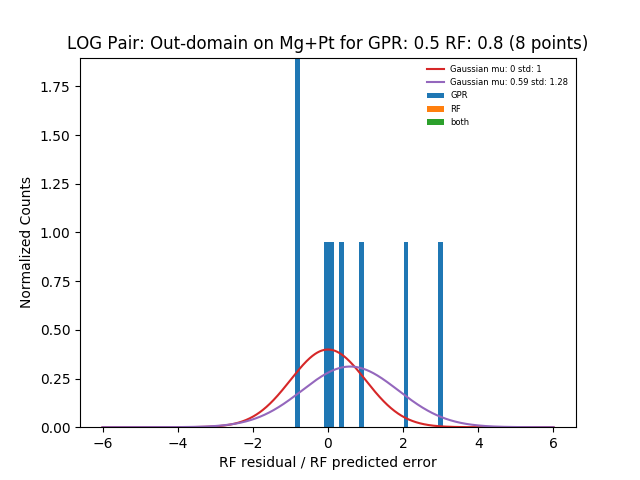 LOG Pair: Out-domain on Mg+Pt for GPR: 0.5 RF: 0.8 (8 points)
Gaussian mu: 0 std: 1
Gaussian mu: 0.59 std: 1.28
GPR
RF
both
1.75
1.50
1.25
1.00
0.75
0.50
0.25
0.00
Normalized Counts
−6 −4 −2 0 2 4 6
RF residual / RF predicted error